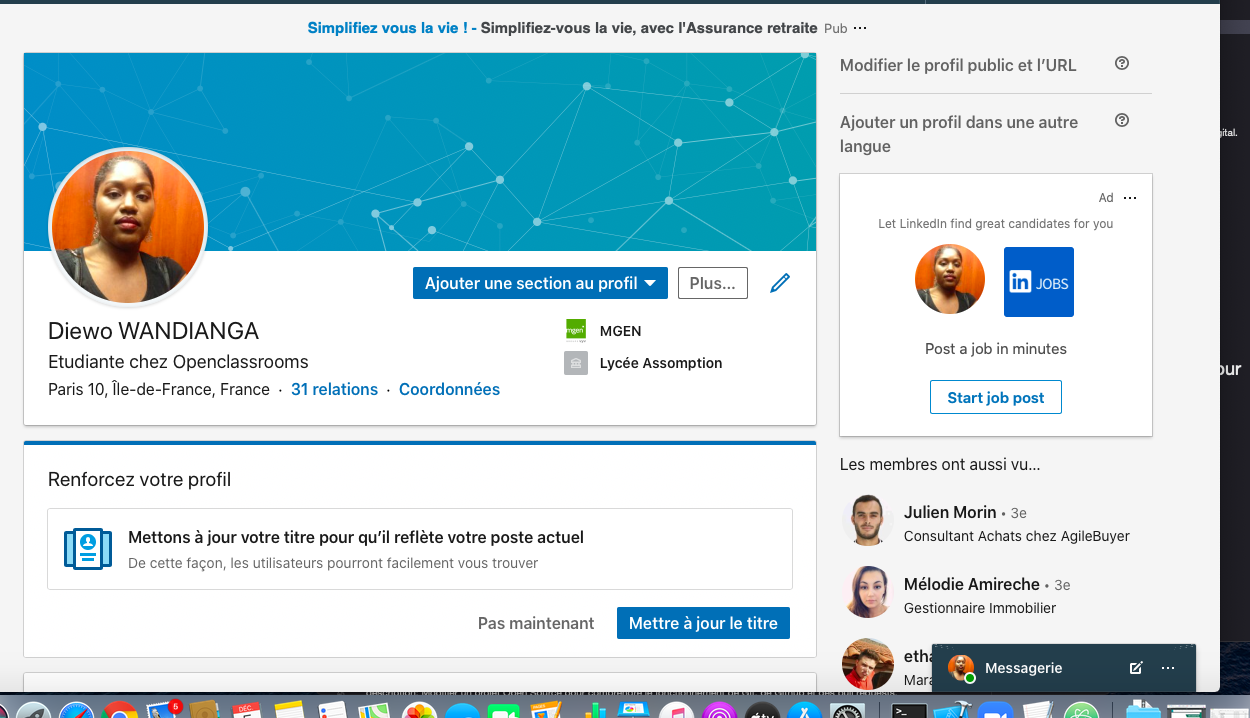 Simplifiez vous la vie ! - Simplifiez-vous la vie, avec l'Assurance retraite Pub ...
Ajouter une section au profil
Plus...
Diewo WANDIANGA
Etudiante chez Openclassrooms
Paris 10, Île-de-France, France · 31 relations · Coordonnées
mgen
MGEN
Lycée Assomption
Renforcez votre profil
Mettons à jour votre titre pour qu’il reflète votre poste actuel
De cette façon, les utilisateurs pourront facilement vous trouver
Pas maintenant
Mettre à jour le titre
Modifier le profil public et l’URL ?
Ajouter un profil dans une autre ?
langue
Ad ...
Let LinkedIn find great candidates for you
in JOBS
Post a job in minutes
Start job post
Les membres ont aussi vu...
Julien Morin • 3e
Consultant Achats chez AgileBuyer
Mélodie Amireche • 3e
Gestionnaire Immobilier
etha
Mara
Messagerie ...
gital.
our
5
DÉC
5
tv
>_